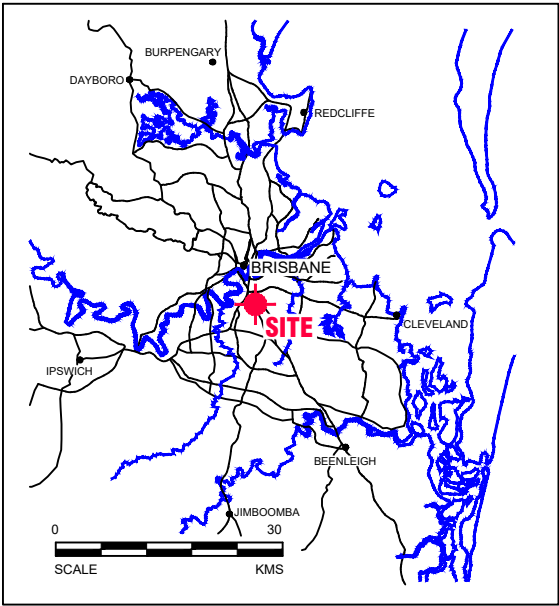 BURPENGARY
DAYBORO
REDCLIFFE
BRISBANE
SITE
CLEVELAND
IPSWICH
BEENLEIGH
JIMBOOMBA
0 30
SCALE KMS